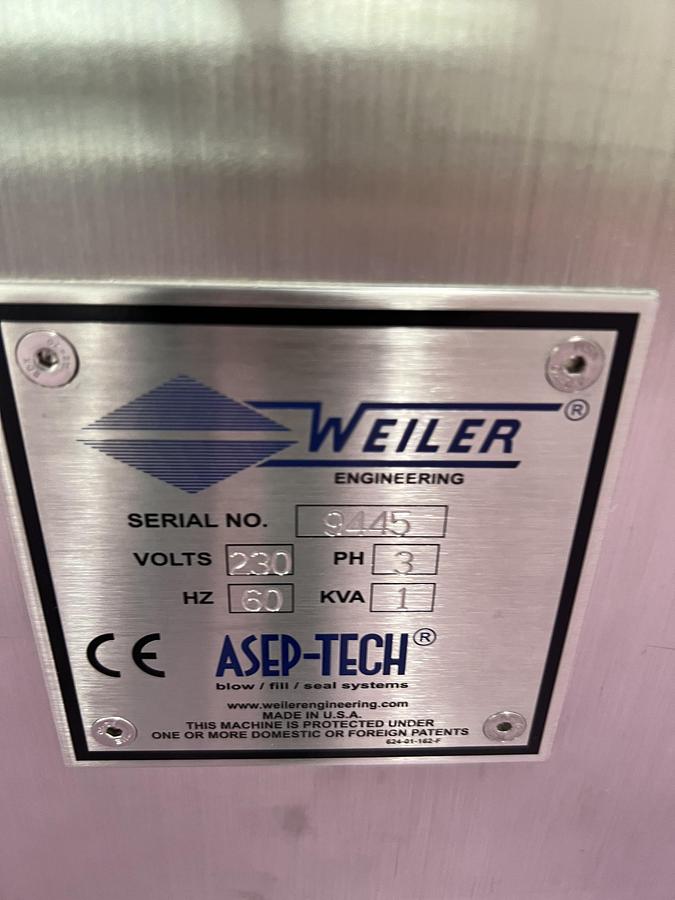 WEILER ®
ENGINEERING
SERIAL NO. 9445
VOLTS 230 PH 3
HZ 60 KVA 1
CE ASEP-TECH®
blow / fill / seal systems
www.weilerengineering.com
MADE IN U.S.A.
THIS MACHINE IS PROTECTED UNDER
ONE OR MORE DOMESTIC OR FOREIGN PATENTS
624-01-162-F